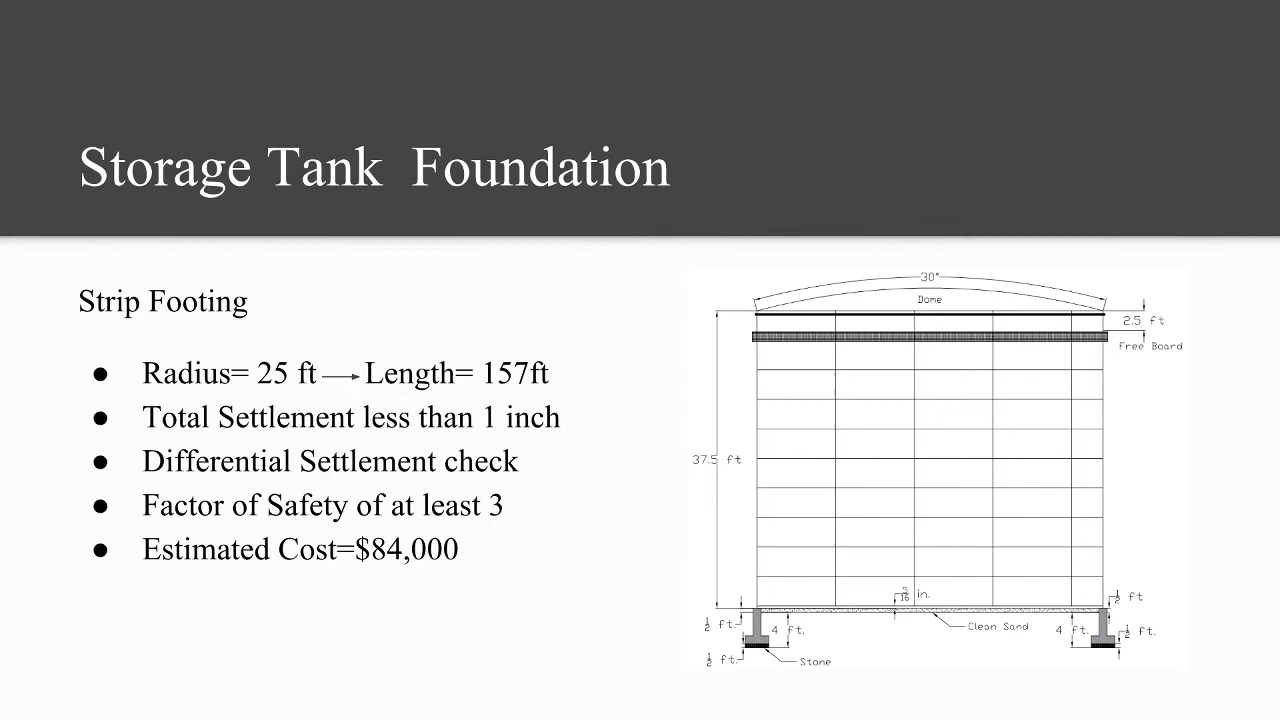 Storage Tank  Foundation
Strip Footing
● Radius= 25 ft → Length= 157ft
● Total Settlement less than 1 inch
● Differential Settlement check
● Factor of Safety of at least 3
● Estimated Cost=$84,000
30°
Dome
2.5 ft
Free Board
37.5 ft
5/16 in.
1/2 ft
1/2 ft.
4 ft.
Clean Sand
4 ft.
1/2 ft.
1/2 ft.
Stone